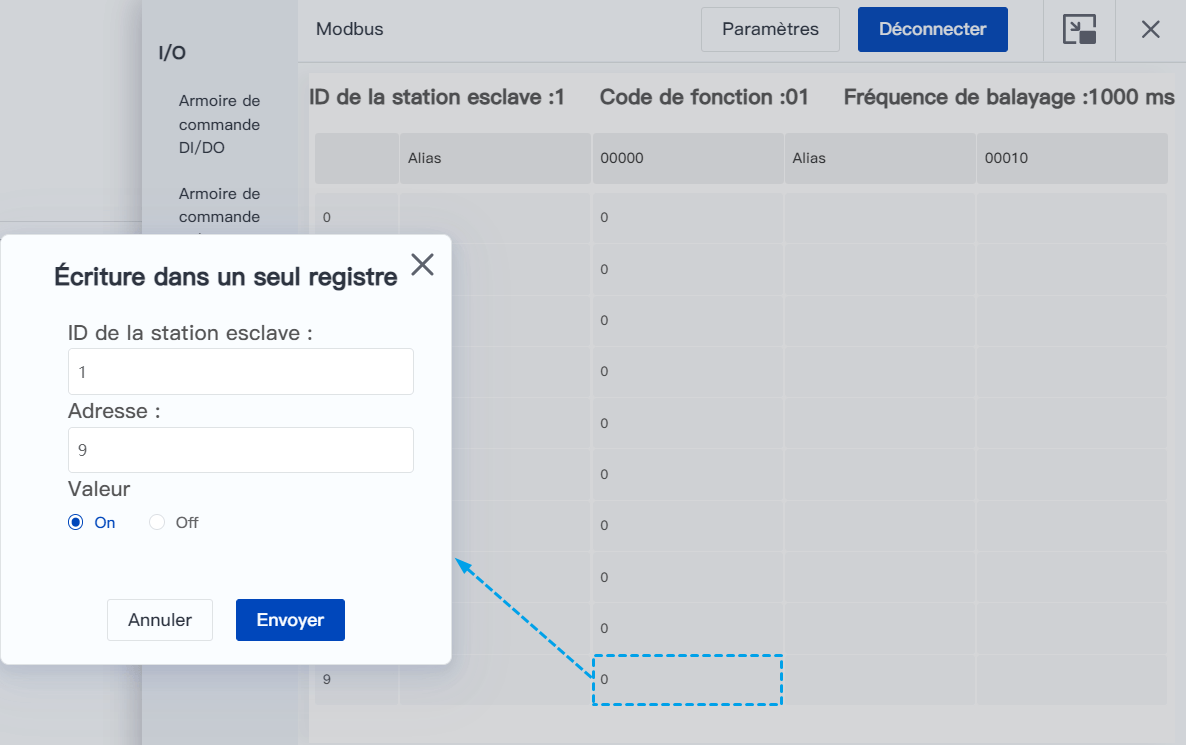 Modbus
Paramètres
Déconnecter
I/O
Armoire de
commande
DI/DO
Armoire de
commande
ID de la station esclave :1
Code de fonction :01
Fréquence de balayage :1000 ms
Alias
00000
Alias
00010
0
0
0
0
0
0
0
0
0
0
9
0
Écriture dans un seul registre
ID de la station esclave :
1
Adresse :
9
Valeur
On
Off
Annuler
Envoyer